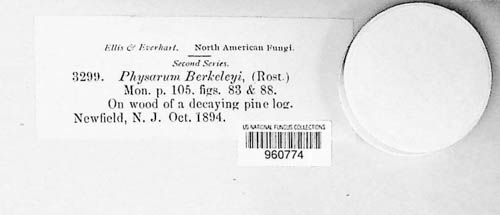 Ellis & Everhart. North American Fungi.
Second Series.
3299. Physarum Berkeleyi, (Rost.)
Mon. p. 105. figs. 83 & 88.
On wood of a decaying pine log.
Newfield, N. J. Oct. 1894.
US NATIONAL FUNGUS COLLECTIONS
960774